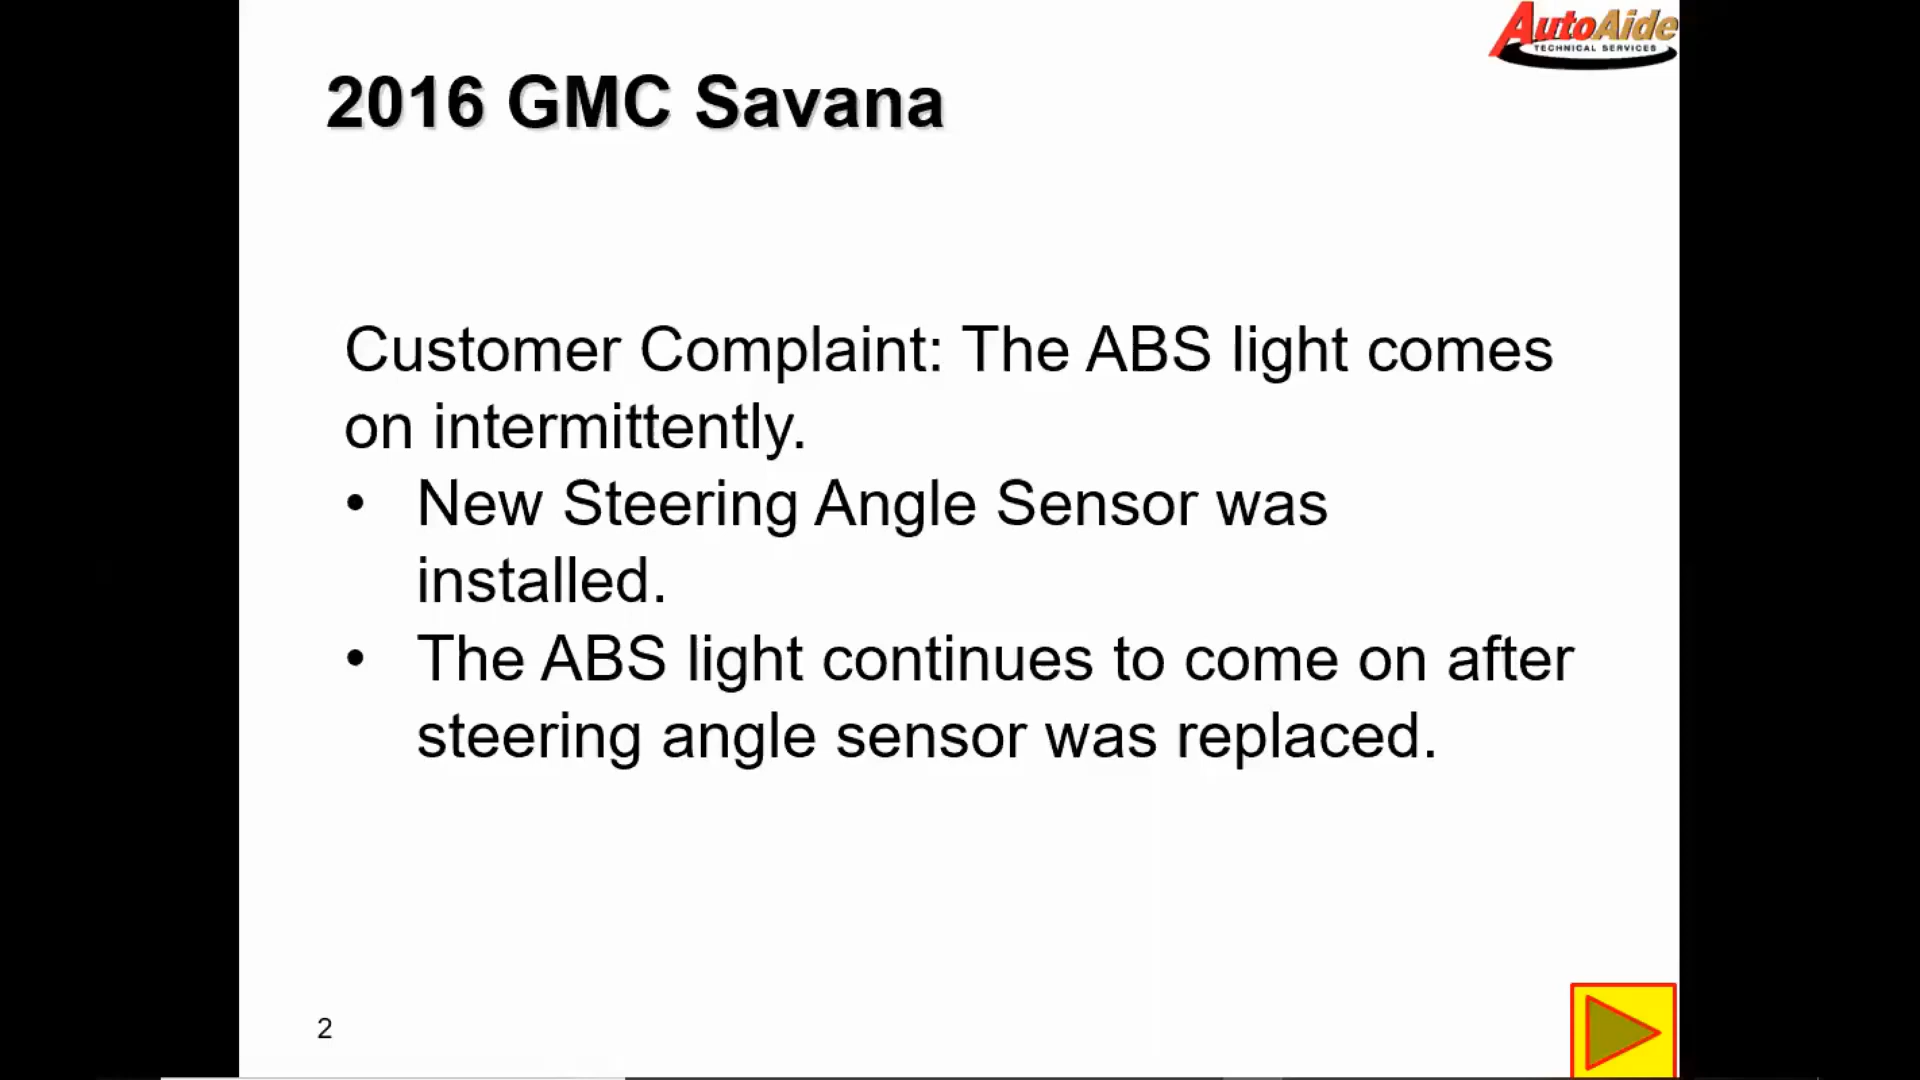 AutoAide
TECHNICAL SERVICES
2016 GMC Savana
Customer Complaint: The ABS light comes
on intermittently.
• New Steering Angle Sensor was
installed.
• The ABS light continues to come on after
steering angle sensor was replaced.
2